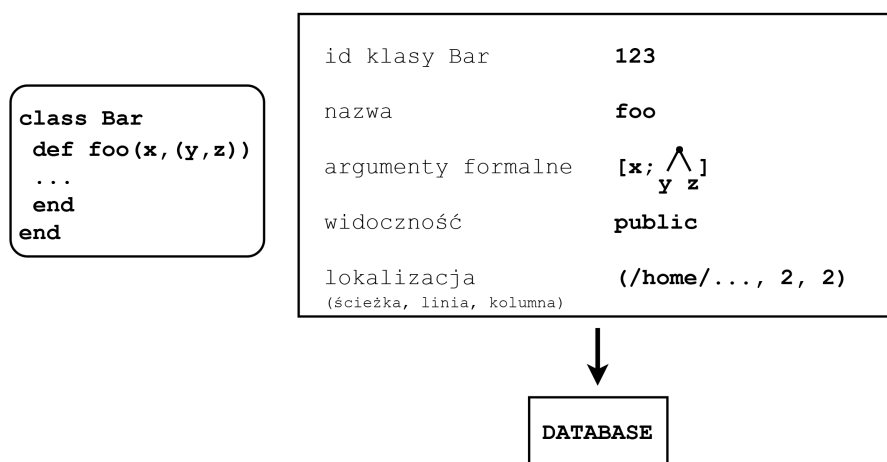 class Bar
def foo(x,(y,z))
...
end
end
id klasy Bar 123
nazwa foo
argumenty formalne [x; y z]
widoczność public
lokalizacja (/home/..., 2, 2)
(ścieżka, linia, kolumna)
DATABASE